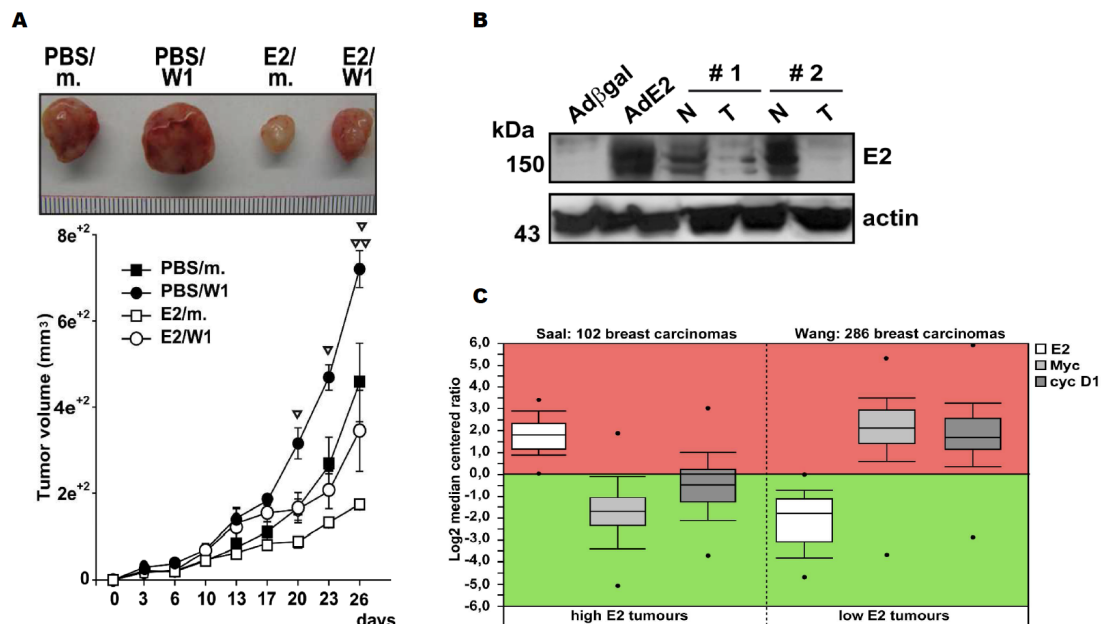 A
PBS/ m.
PBS/ W1
E2/ m.
E2/ W1
8e+2
6e+2
4e+2
2e+2
0
Tumor volume (mm3)
PBS/m.
PBS/W1
E2/m.
E2/W1
0 3 6 10 13 17 20 23 26
days
B
Adβgal
AdE2
# 1
# 2
N T N T
kDa
150
E2
43
actin
C
Saal: 102 breast carcinomas
Wang: 286 breast carcinomas
E2
Myc
cyc D1
Log2 median centered ratio
6,0
5,0
4,0
3,0
2,0
1,0
0,0
-1,0
-2,0
-3,0
-4,0
-5,0
-6,0
high E2 tumours
low E2 tumours